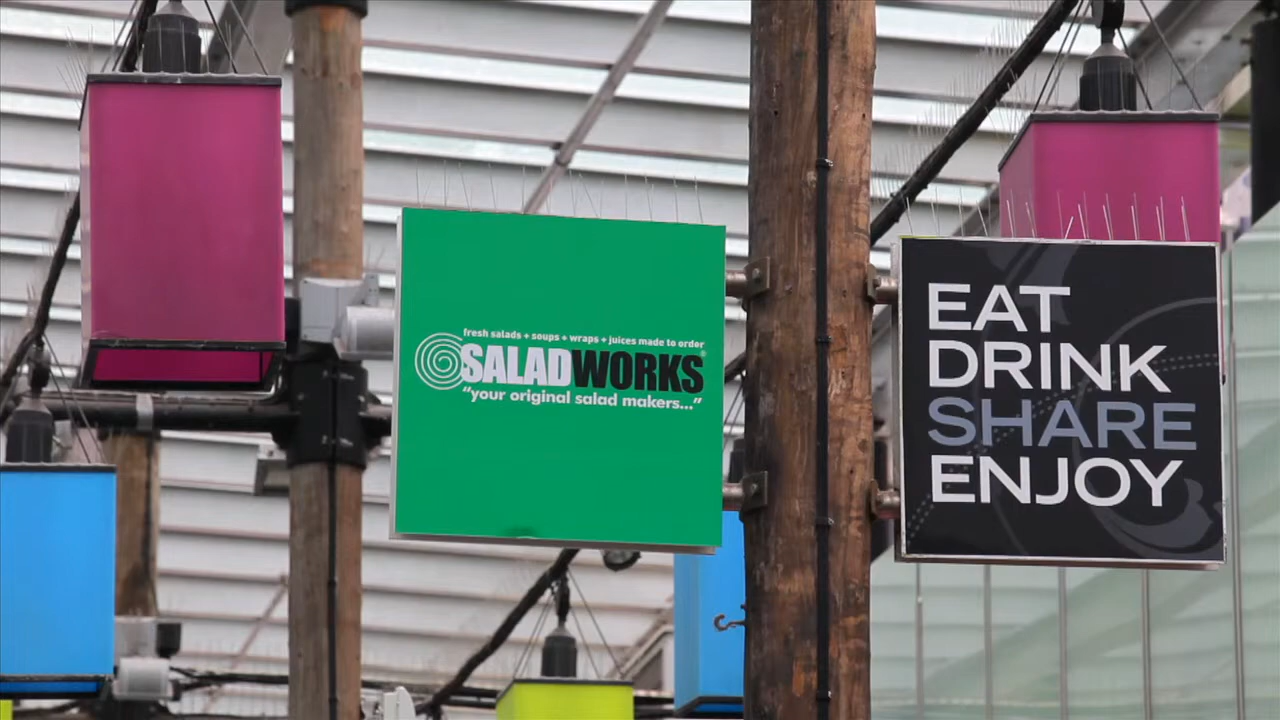 fresh salads + soups + wraps + juices made to order
SALADWORKS®
"your original salad makers..."
EAT
DRINK
SHARE
ENJOY